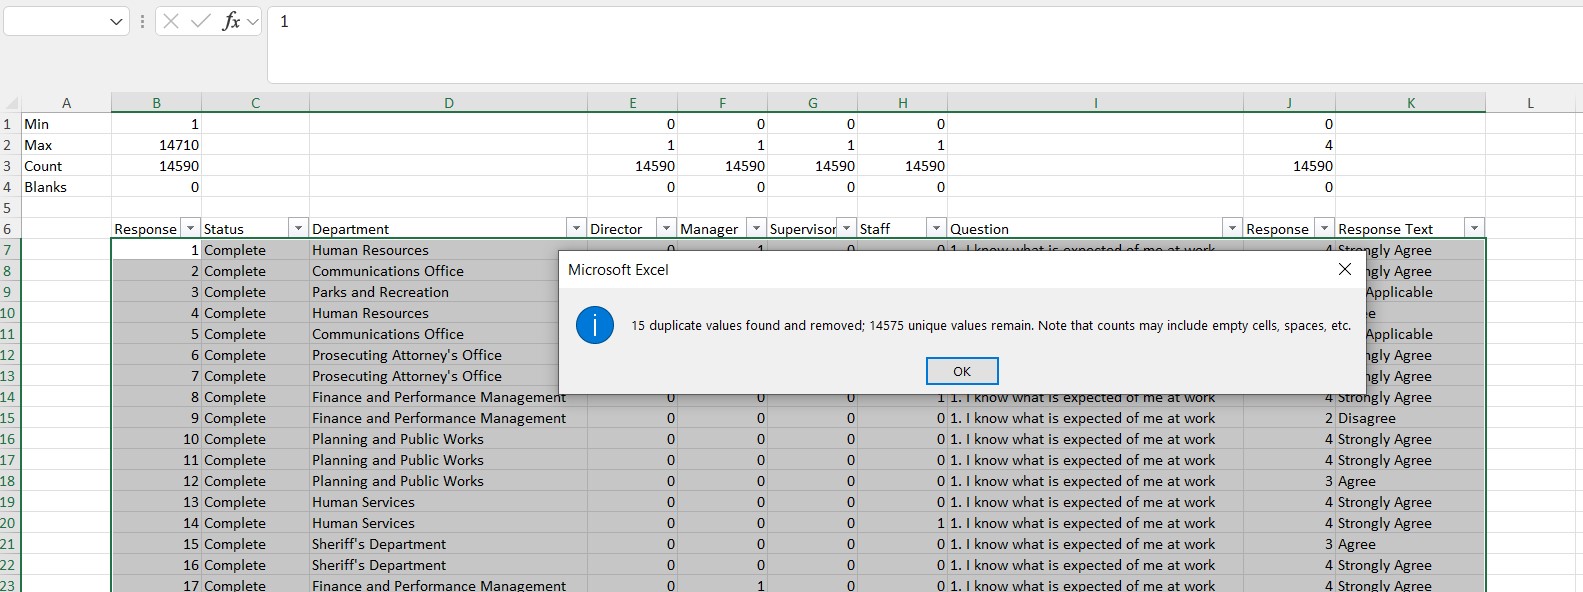 fx 1
A B C D E F G H I J K L
1 Min 1 0 0 0 0 0
2 Max 14710 1 1 1 1 4
3 Count 14590 14590 14590 14590 14590 14590
4 Blanks 0 0 0 0 0 0
5
6 Response Status Department Director Manager Supervisor Staff Question Response Response Text
7 1 Complete Human Resources 0 1 0 0 1. I know what is expected of me at work 4 Strongly Agree
8 2 Complete Communications Office ngly Agree
9 3 Complete Parks and Recreation Applicable
10 4 Complete Human Resources ee
11 5 Complete Communications Office Applicable
12 6 Complete Prosecuting Attorney's Office ngly Agree
13 7 Complete Prosecuting Attorney's Office ngly Agree
Microsoft Excel
i 15 duplicate values found and removed; 14575 unique values remain. Note that counts may include empty cells, spaces, etc.
OK
14 8 Complete Finance and Performance Management 0 0 0 1 1. I know what is expected of me at work 4 Strongly Agree
15 9 Complete Finance and Performance Management 0 0 0 0 1. I know what is expected of me at work 2 Disagree
16 10 Complete Planning and Public Works 0 0 0 0 1. I know what is expected of me at work 4 Strongly Agree
17 11 Complete Planning and Public Works 0 0 0 0 1. I know what is expected of me at work 4 Strongly Agree
18 12 Complete Planning and Public Works 0 0 0 0 1. I know what is expected of me at work 3 Agree
19 13 Complete Human Services 0 0 0 0 1. I know what is expected of me at work 4 Strongly Agree
20 14 Complete Human Services 0 0 0 1 1. I know what is expected of me at work 4 Strongly Agree
21 15 Complete Sheriff's Department 0 0 0 0 1. I know what is expected of me at work 3 Agree
22 16 Complete Sheriff's Department 0 0 0 0 1. I know what is expected of me at work 4 Strongly Agree
23 17 Complete Finance and Performance Management 0 1 0 0 1. I know what is expected of me at work 4 Strongly Agree